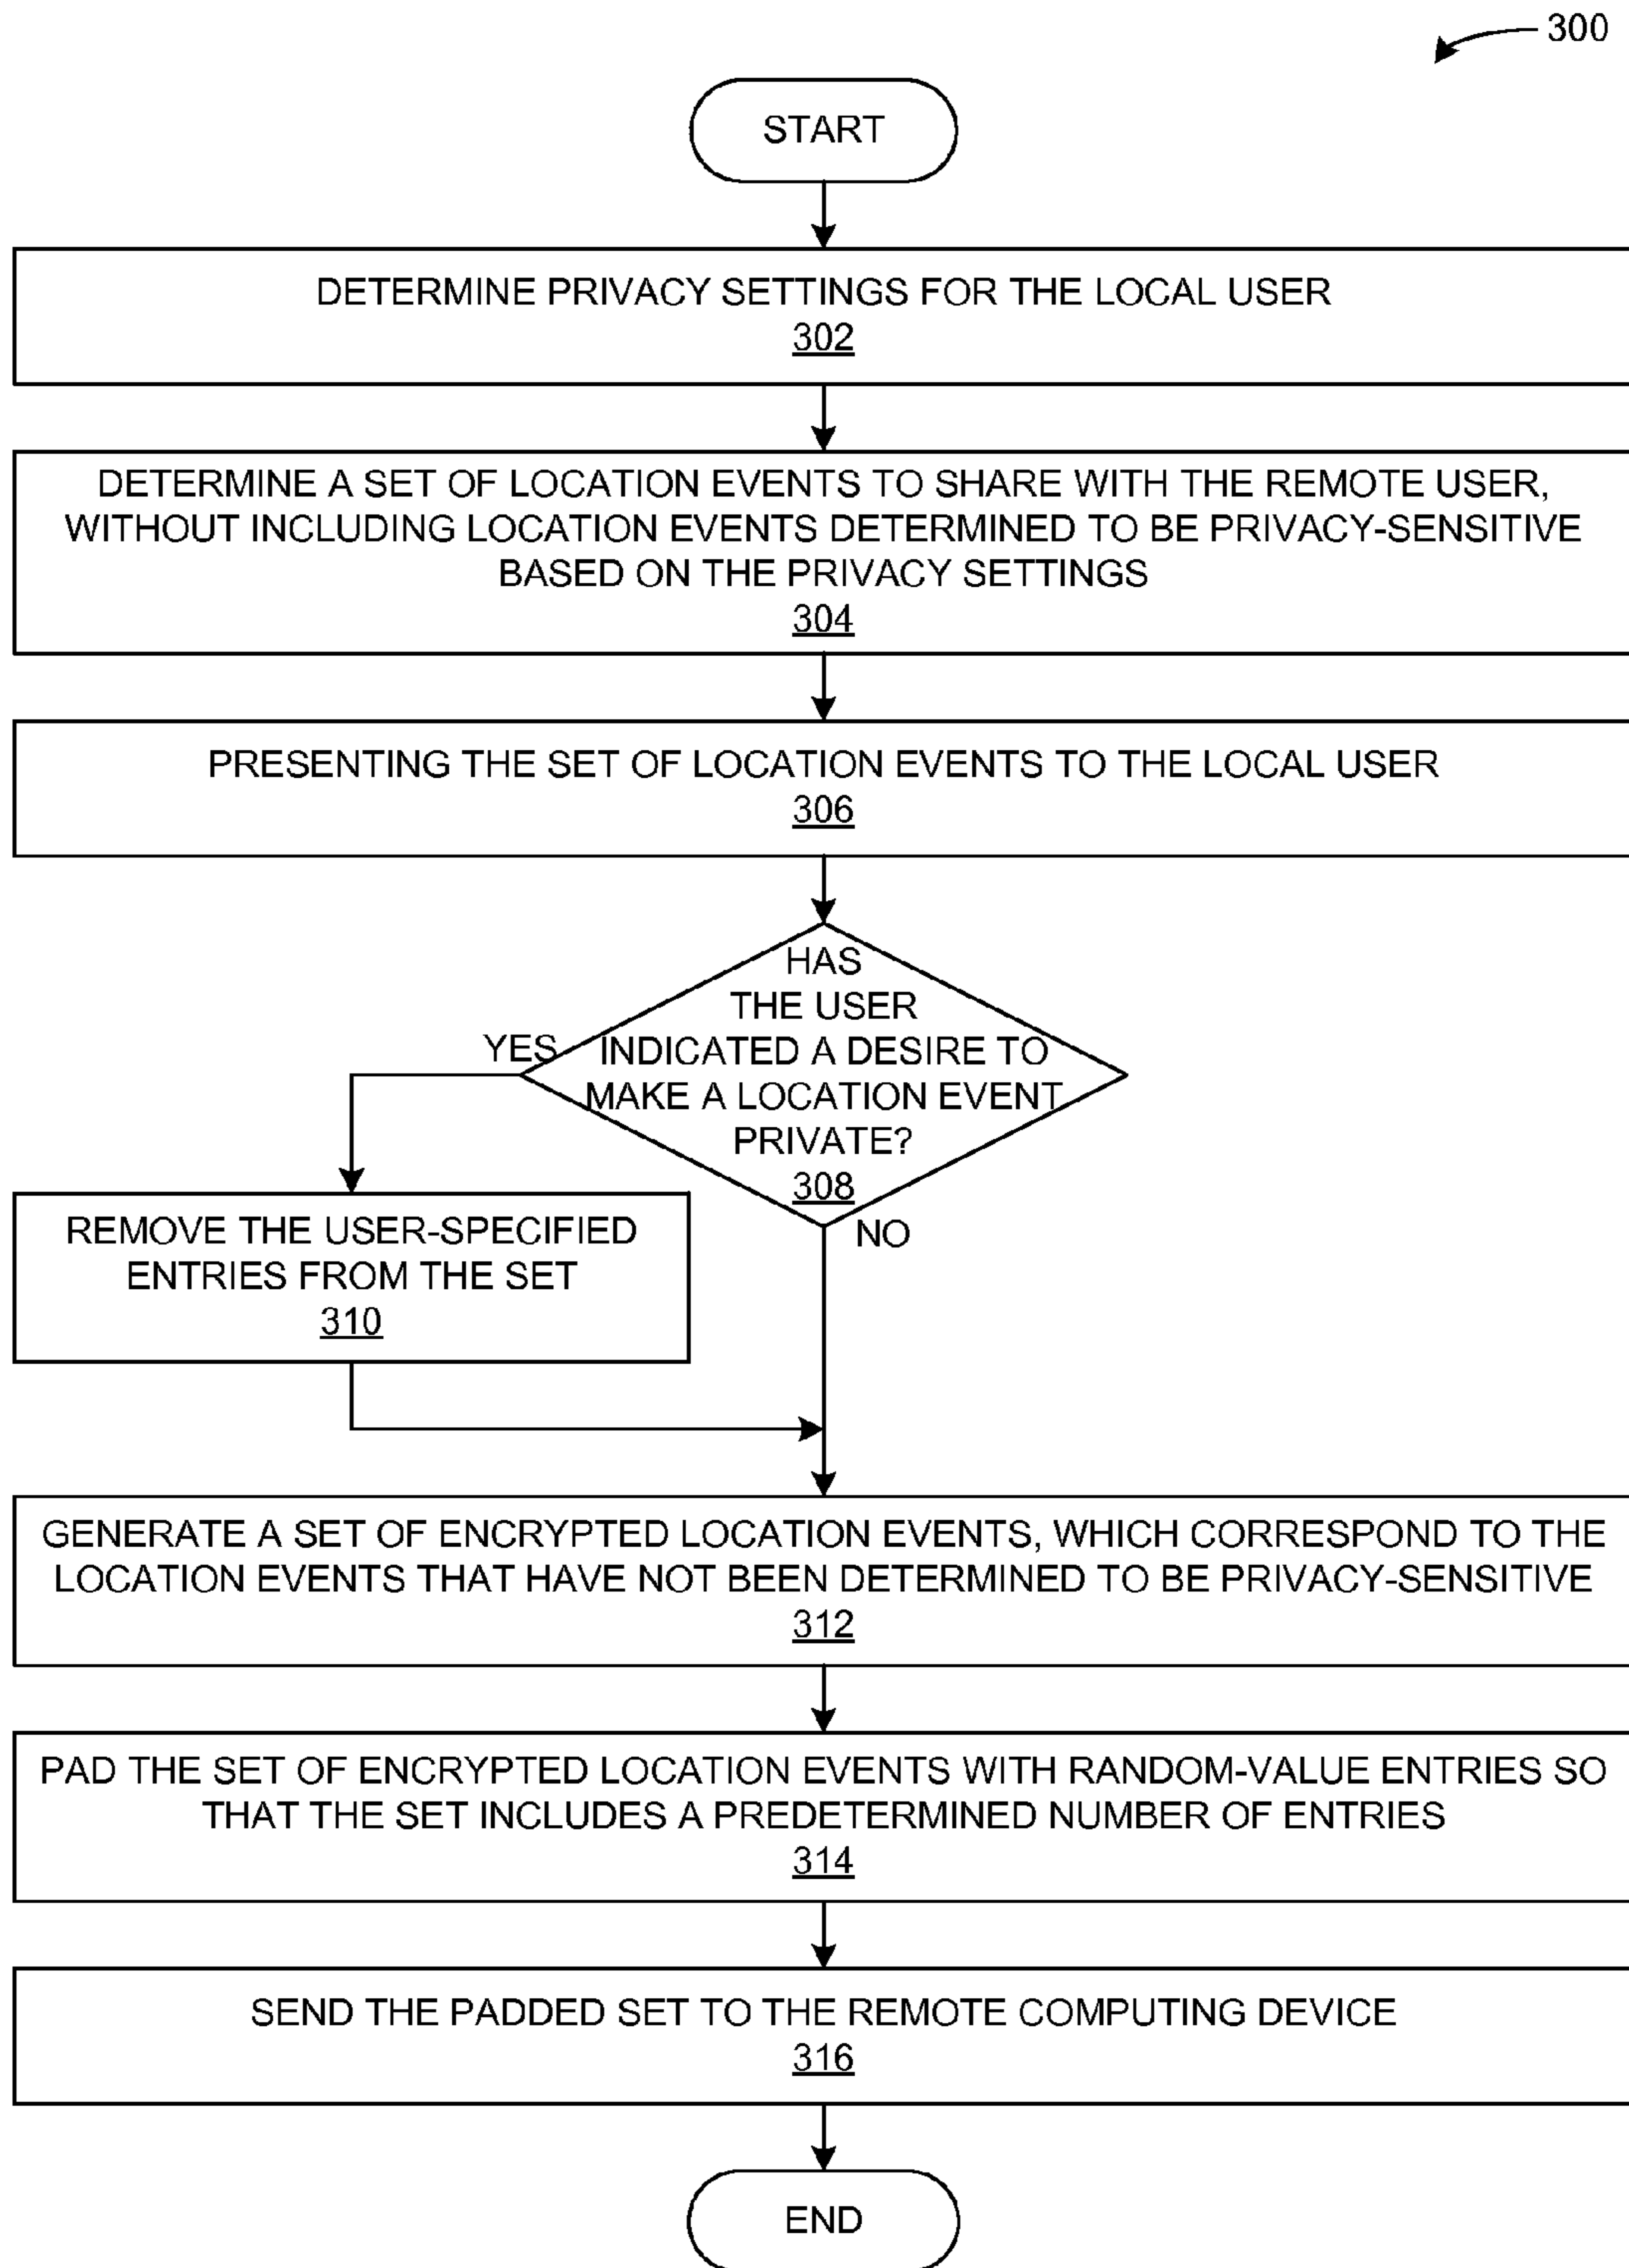 300
START
DETERMINE PRIVACY SETTINGS FOR THE LOCAL USER
302
DETERMINE A SET OF LOCATION EVENTS TO SHARE WITH THE REMOTE USER,
WITHOUT INCLUDING LOCATION EVENTS DETERMINED TO BE PRIVACY-SENSITIVE
BASED ON THE PRIVACY SETTINGS
304
PRESENTING THE SET OF LOCATION EVENTS TO THE LOCAL USER
306
HAS
THE USER
INDICATED A DESIRE TO
MAKE A LOCATION EVENT
PRIVATE?
308
YES
NO
REMOVE THE USER-SPECIFIED
ENTRIES FROM THE SET
310
GENERATE A SET OF ENCRYPTED LOCATION EVENTS, WHICH CORRESPOND TO THE
LOCATION EVENTS THAT HAVE NOT BEEN DETERMINED TO BE PRIVACY-SENSITIVE
312
PAD THE SET OF ENCRYPTED LOCATION EVENTS WITH RANDOM-VALUE ENTRIES SO
THAT THE SET INCLUDES A PREDETERMINED NUMBER OF ENTRIES
314
SEND THE PADDED SET TO THE REMOTE COMPUTING DEVICE
316
END